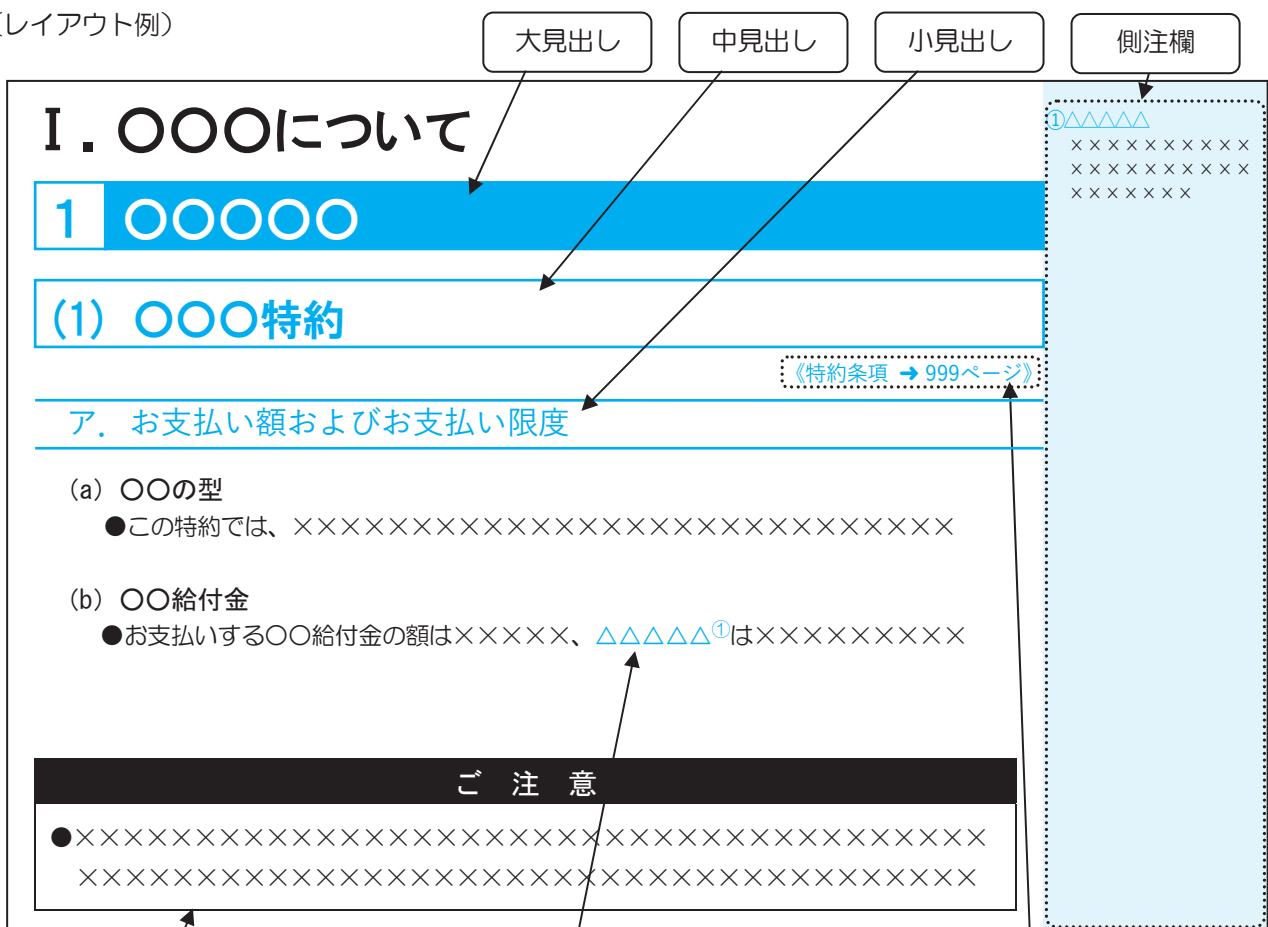 （レイアウト例）
大見出し 中見出し 小見出し 側注欄
Ⅰ．〇〇〇について
1 〇〇〇〇〇
(1) 〇〇〇特約
《特約条項 ➜ 999ページ》
ア．お支払い額およびお支払い限度
(a) 〇〇の型
●この特約では、××××××××××××××××××××××××××××
(b) 〇〇給付金
●お支払いする〇〇給付金の額は×××××、△△△△△①は×××××××××
ご 注 意
●××××××××××××××××××××××××××××××××××××××
××××××××××××××××××××××××××××××××××××××
①△△△△△
××××××××××
××××××××××
×××××××